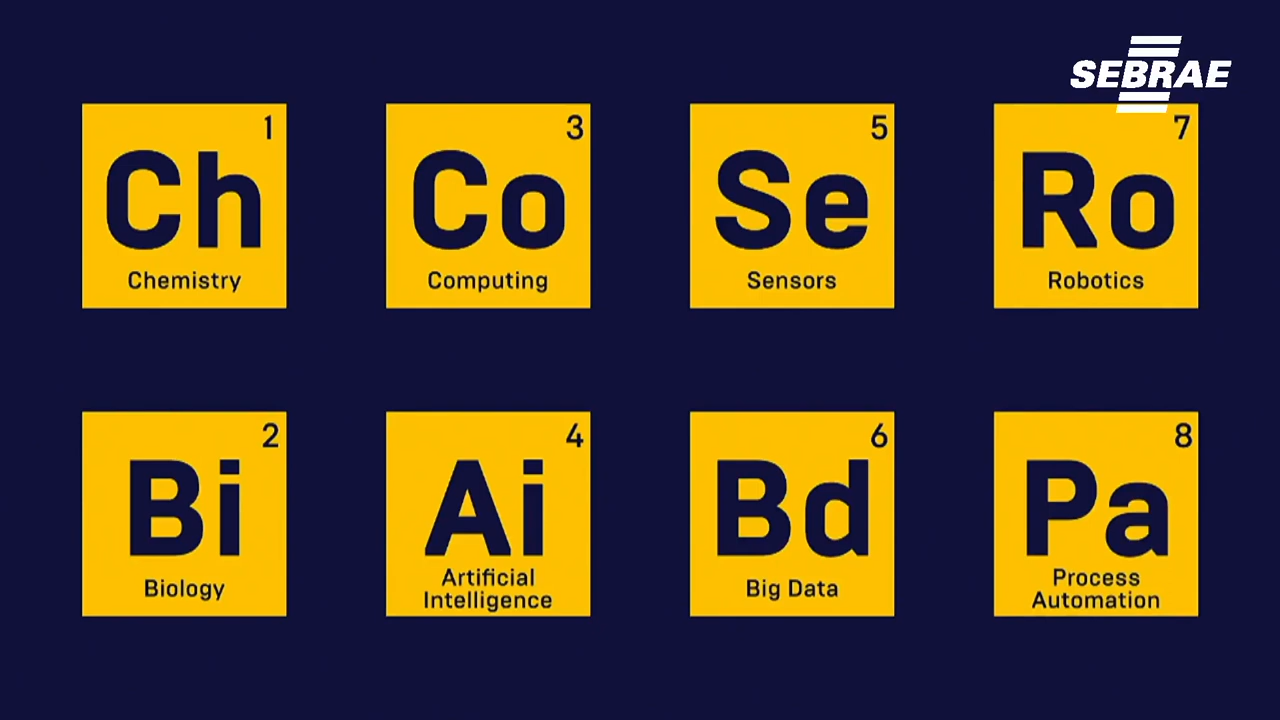 SEBRAE
1
Ch
Chemistry
3
Co
Computing
5
Se
Sensors
7
Ro
Robotics
2
Bi
Biology
4
Ai
Artificial
Intelligence
6
Bd
Big Data
8
Pa
Process
Automation